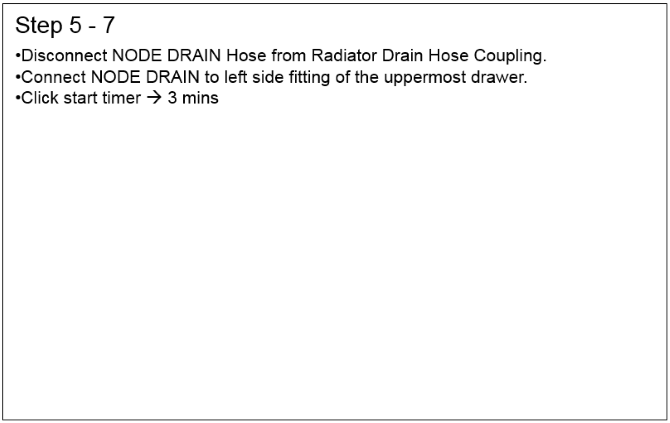 Step 5 - 7
•Disconnect NODE DRAIN Hose from Radiator Drain Hose Coupling.
•Connect NODE DRAIN to left side fitting of the uppermost drawer.
•Click start timer → 3 mins